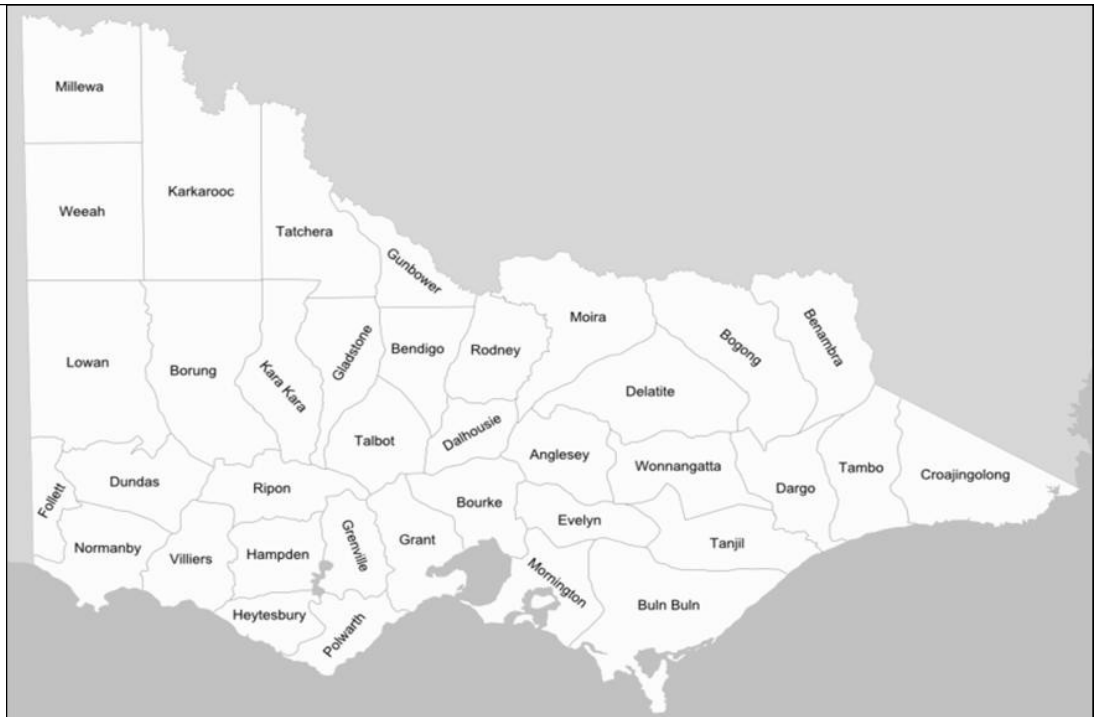 Millewa
Karkarooc
Weeah
Tatchera
Gunbower
Moira
Benambra
Bogong
Gladstone
Bendigo
Rodney
Lowan
Borung
Kara Kara
Delatite
Talbot
Dalhousie
Anglesey
Wonnangatta
Tambo
Croajingolong
Follett
Dundas
Ripon
Bourke
Dargo
Evelyn
Normanby
Villiers
Hampden
Grenville
Grant
Tanjil
Mornington
Buln Buln
Heytesbury
Polwarth